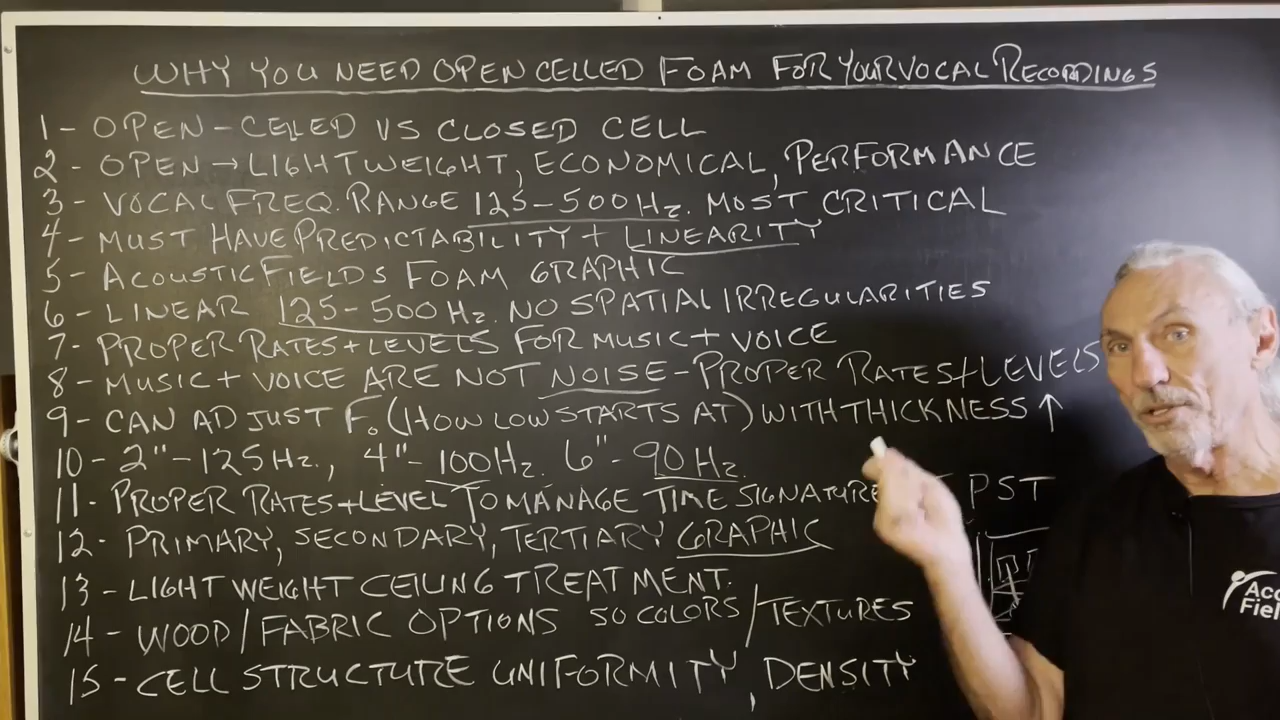 WHY YOU NEED OPEN CELLED FOAM FOR YOUR VOCAL RECORDINGS
1 - OPEN-CELLED VS CLOSED CELL
2 - OPEN → LIGHTWEIGHT, ECONOMICAL, PERFORMANCE
3 - VOCAL FREQ. RANGE 125-500 Hz. MOST CRITICAL
4 - MUST HAVE PREDICTABILITY + LINEARITY
5 - ACOUSTIC FIELDS FOAM GRAPHIC
6 - LINEAR 125-500 Hz. NO SPATIAL IRREGULARITIES
7 - PROPER RATES + LEVELS FOR MUSIC + VOICE
8 - MUSIC + VOICE ARE NOT NOISE - PROPER RATES + LEVELS
9 - CAN ADJUST Fo (HOW LOW STARTS AT) WITH THICKNESS ↑
10 - 2" - 125 Hz., 4" - 100 Hz. 6" - 90 Hz.
11 - PROPER RATES + LEVEL TO MANAGE TIME SIGNATURE PST
12 - PRIMARY, SECONDARY, TERTIARY GRAPHIC
13 - LIGHT WEIGHT CEILING TREATMENT.
14 - WOOD/FABRIC OPTIONS 50 COLORS/TEXTURES
15 - CELL STRUCTURE UNIFORMITY, DENSITY